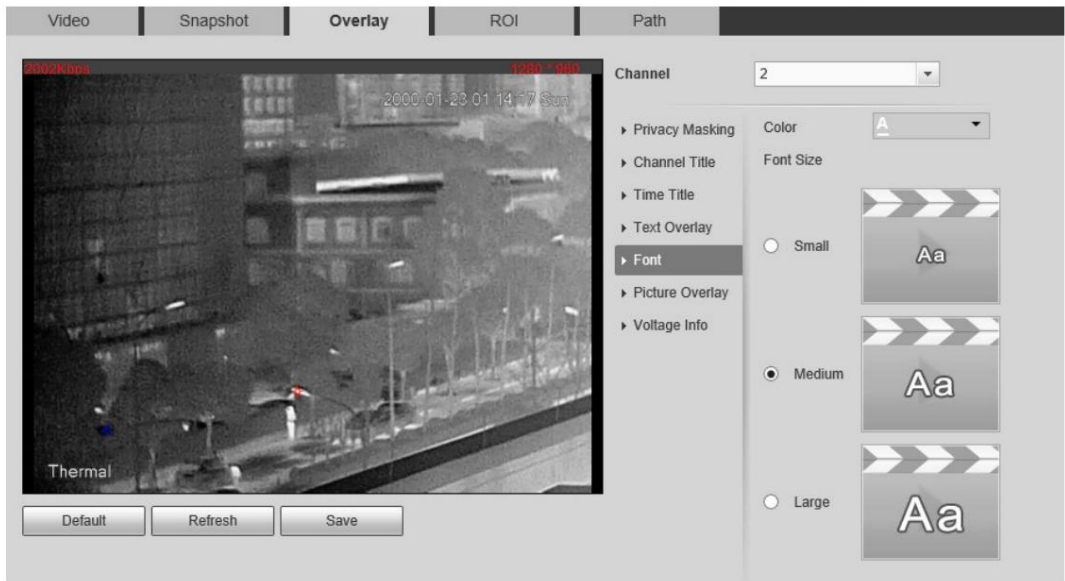 Video Snapshot Overlay ROI Path
2002Kbps 1280 * 960
2000-01-23 01:14:17 Sun
Thermal
Default Refresh Save
Channel 2
Privacy Masking
Channel Title
Time Title
Text Overlay
Font
Picture Overlay
Voltage Info
Color A
Font Size
Small Aa
Medium Aa
Large Aa